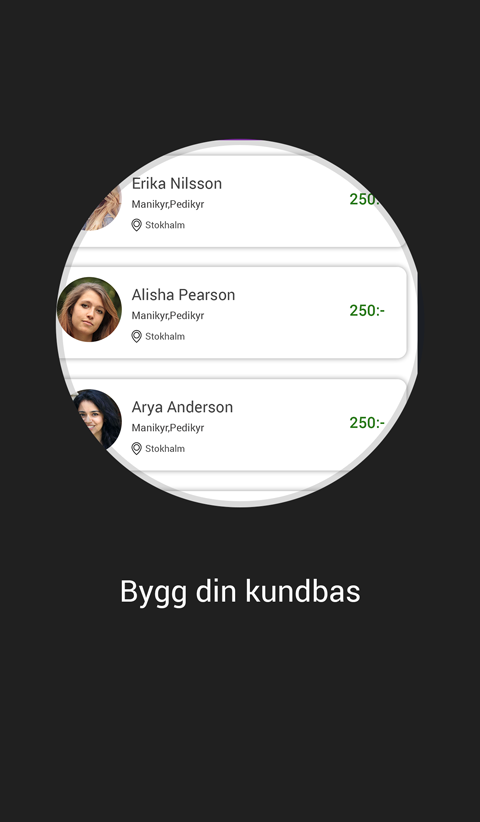 Erika Nilsson
Manikyr,Pedikyr
250:
Stokhalm
Alisha Pearson
Manikyr,Pedikyr
250:-
Stokhalm
Arya Anderson
Manikyr,Pedikyr
250:-
Stokhalm
Bygg din kundbas